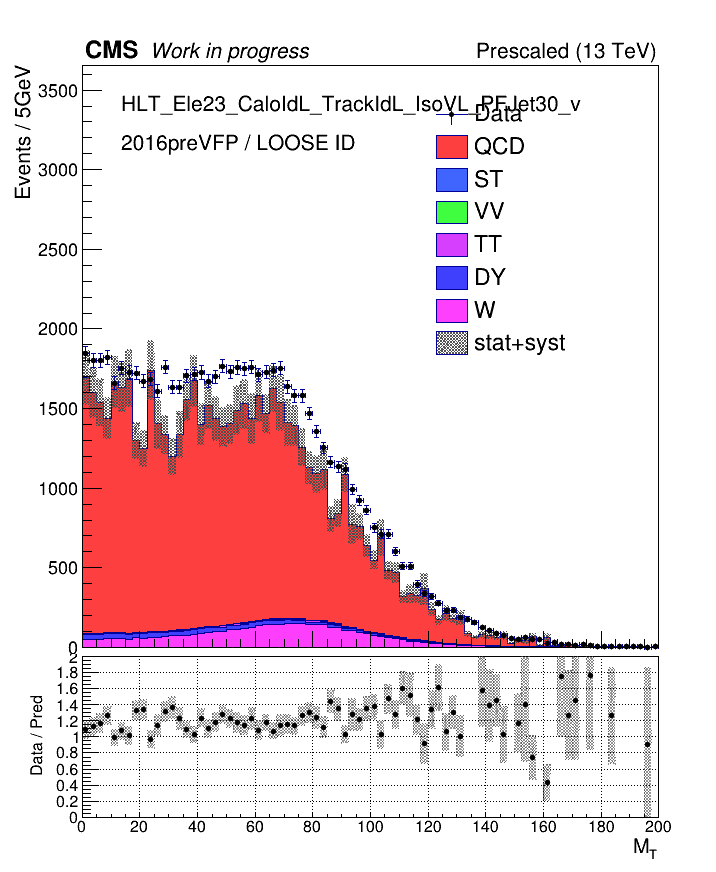 CMS Work in progress Prescaled (13 TeV)
Events / 5GeV
HLT_Ele23_CaloIdL_TrackIdL_IsoVL_PFJet30_v
2016preVFP / LOOSE ID
Data
QCD
ST
VV
TT
DY
W
stat+syst
3500
3000
2500
2000
1500
1000
500
0
Data / Pred
2
1.8
1.6
1.4
1.2
1
0.8
0.6
0.4
0.2
0
0 20 40 60 80 100 120 140 160 180 200
M_T